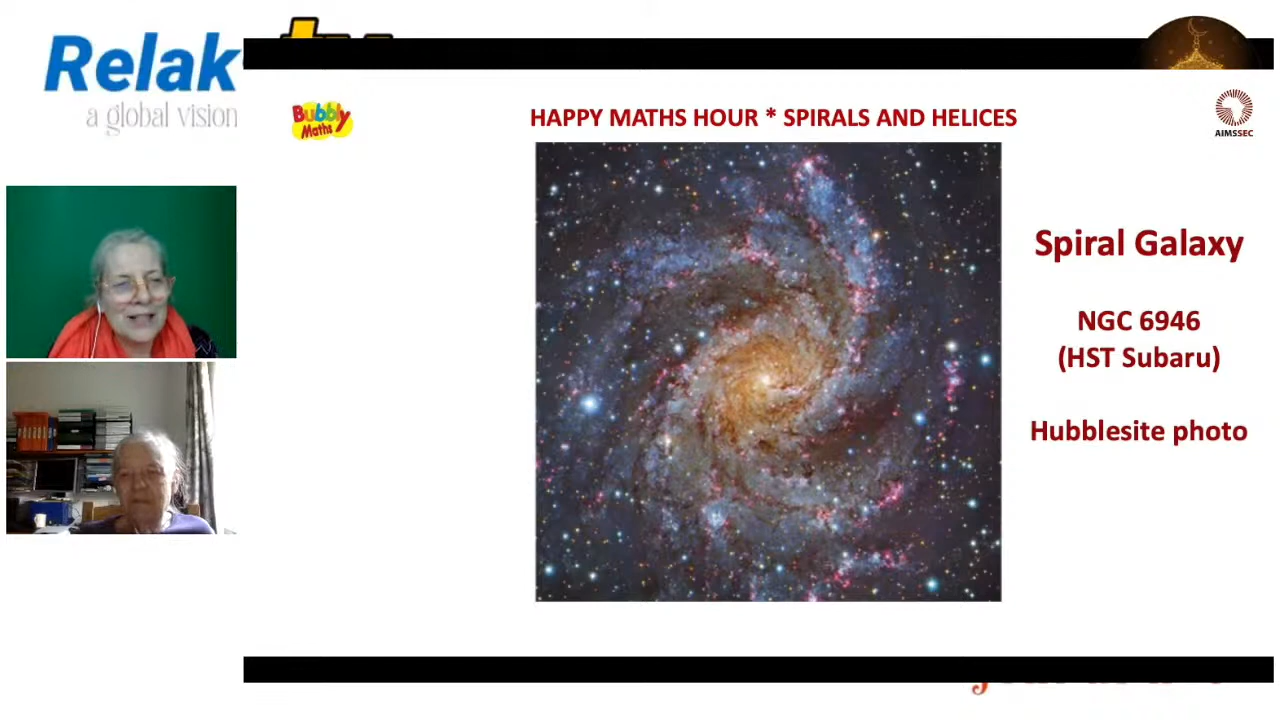 Relak
a global vision
Bubbly
Maths
HAPPY MATHS HOUR * SPIRALS AND HELICES
AIMSSEC
Spiral Galaxy
NGC 6946
(HST Subaru)
Hubblesite photo